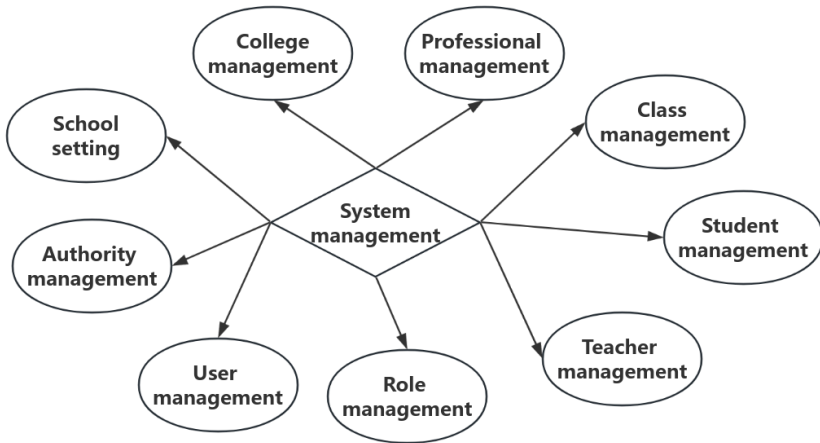 College
management
Professional
management
Class
management
School
setting
System
management
Student
management
Authority
management
User
management
Role
management
Teacher
management